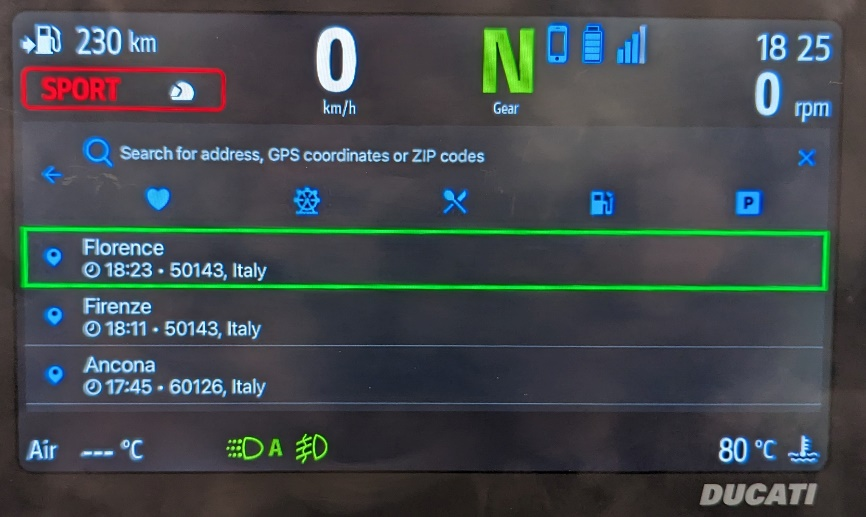 230 km
0
km/h
N
Gear
18 25
SPORT
0 rpm
Search for address, GPS coordinates or ZIP codes
P
Florence
18:23 • 50143, Italy
Firenze
18:11 • 50143, Italy
Ancona
17:45 • 60126, Italy
Air --- °C
A
80 °C
DUCATI